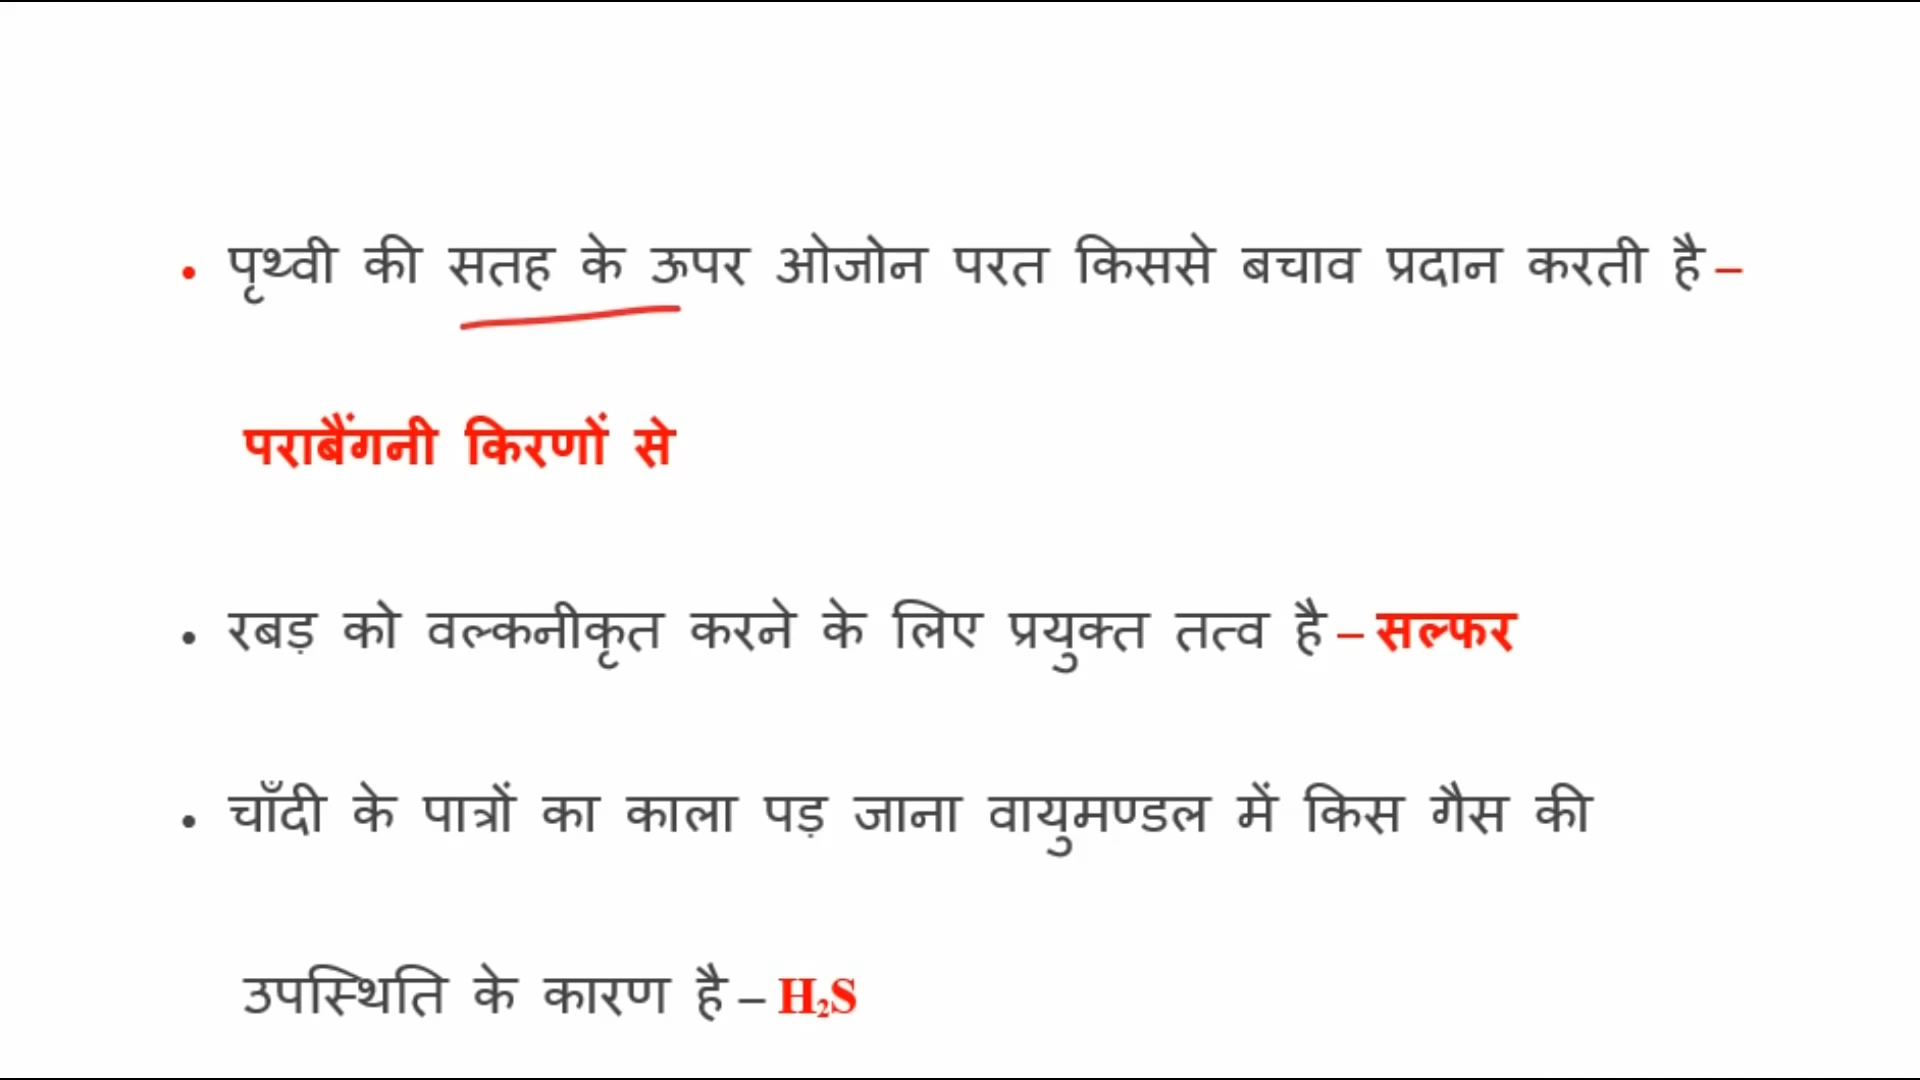 • पृथ्वी की सतह के ऊपर ओजोन परत किससे बचाव प्रदान करती है –
पराबैंगनी किरणों से
• रबड़ को वल्कनीकृत करने के लिए प्रयुक्त तत्व है – सल्फर
• चाँदी के पात्रों का काला पड़ जाना वायुमण्डल में किस गैस की
उपस्थिति के कारण है – H₂S